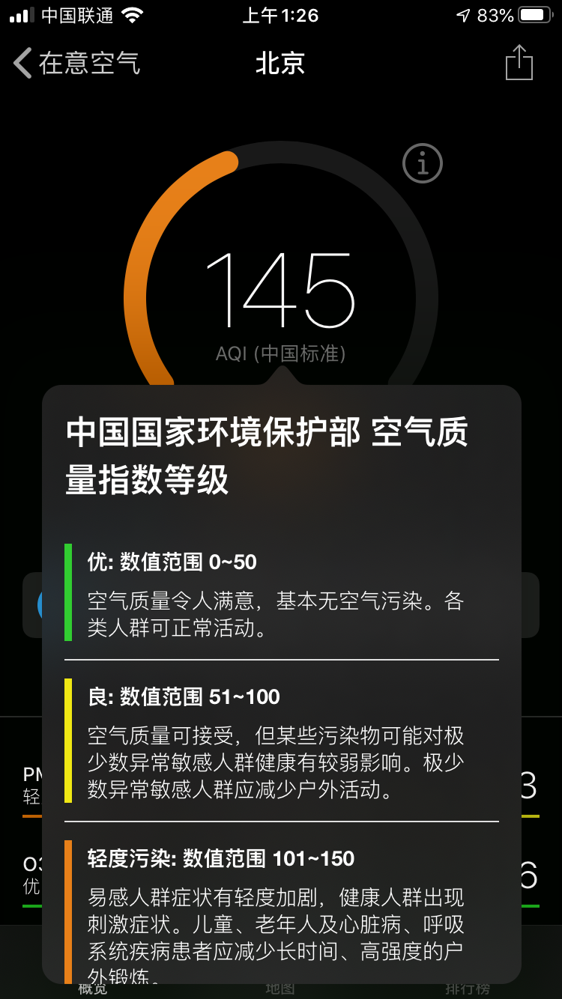 中国联通 上午1:26 83%
在意空气 北京
145
AQI (中国标准)
中国国家环境保护部 空气质
量指数等级
优: 数值范围 0~50
空气质量令人满意，基本无空气污染。各
类人群可正常活动。
良: 数值范围 51~100
空气质量可接受，但某些污染物可能对极
少数异常敏感人群健康有较弱影响。极少
数异常敏感人群应减少户外活动。
轻度污染: 数值范围 101~150
易感人群症状有轻度加剧，健康人群出现
刺激症状。儿童、老年人及心脏病、呼吸
系统疾病患者应减少长时间、高强度的户
外锻炼。
3
轻
6
优
概览 地图 排行榜